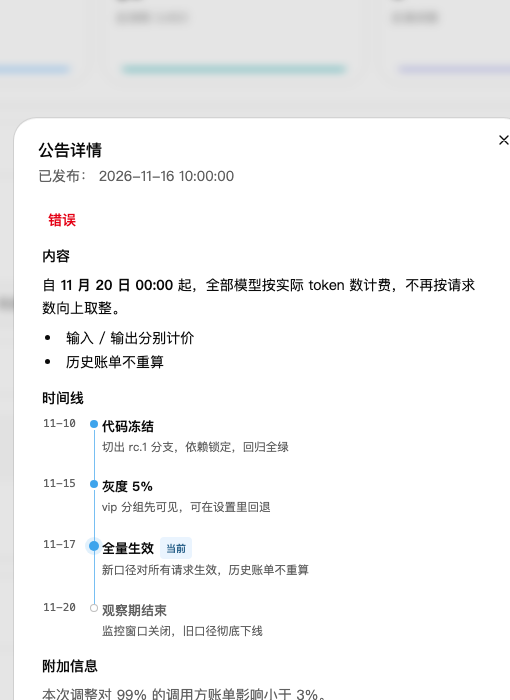 公告详情
已发布： 2026-11-16 10:00:00
错误
内容
自 11 月 20 日 00:00 起，全部模型按实际 token 数计费，不再按请求
数向上取整。
• 输入 / 输出分别计价
• 历史账单不重算
时间线
11-10 代码冻结
切出 rc.1 分支，依赖锁定，回归全绿
11-15 灰度 5%
vip 分组先可见，可在设置里回退
11-17 全量生效 当前
新口径对所有请求生效，历史账单不重算
11-20 观察期结束
监控窗口关闭，旧口径彻底下线
附加信息
本次调整对 99% 的调用方账单影响小于 3%。